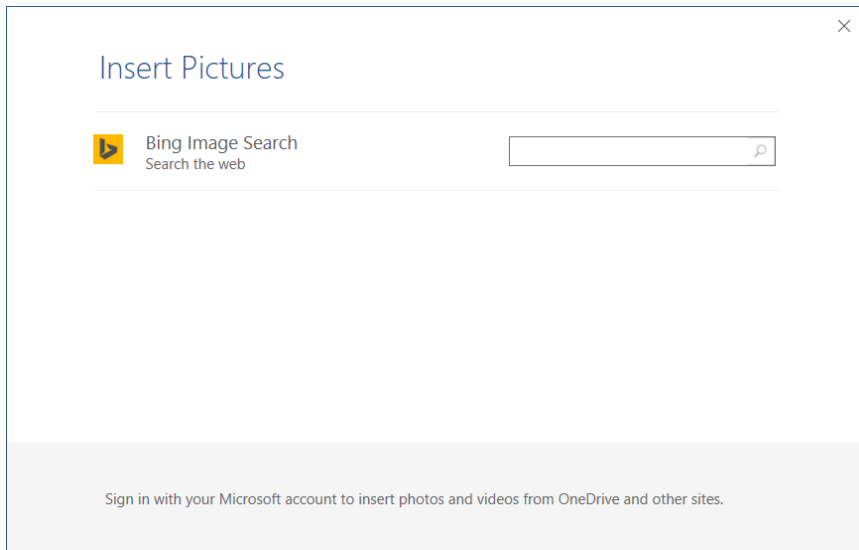 Insert Pictures
Bing Image Search
Search the web
Sign in with your Microsoft account to insert photos and videos from OneDrive and other sites.